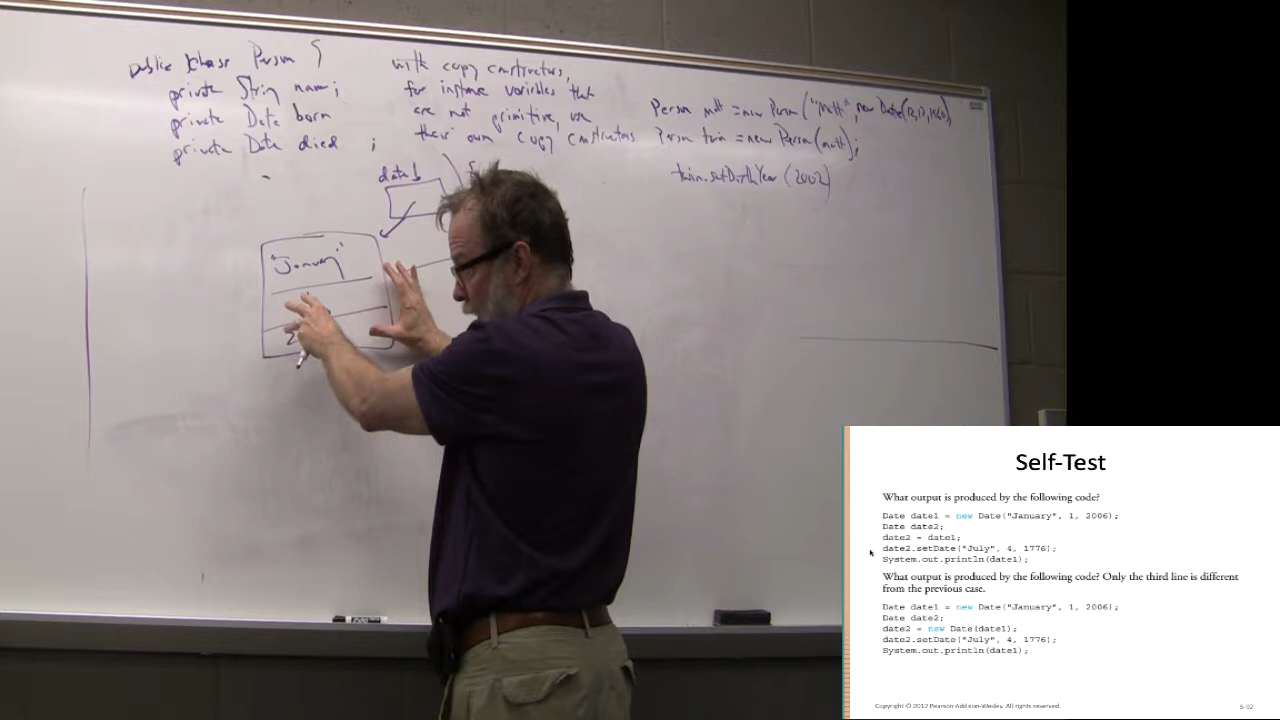 public class Person {
private String name;
private Date born
private Date died ;
with copy constructors,
for instance variables that
are not primitive, use
their own copy constructors
Person matt = new Person ("Matt", new Date(12,17,1960),
Person twin = new Person(matt);
twin.setBirthYear (2002)
date1
"January"
Self-Test
What output is produced by the following code?
Date date1 = new Date("January", 1, 2006);
Date date2;
date2 = date1;
date2.setDate("July", 4, 1776);
System.out.println(date1);
What output is produced by the following code? Only the third line is different
from the previous case.
Date date1 = new Date("January", 1, 2006);
Date date2;
date2 = new Date(date1);
date2.setDate("July", 4, 1776);
System.out.println(date1);
Copyright © 2012 Pearson Addison-Wesley. All rights reserved.
5-92